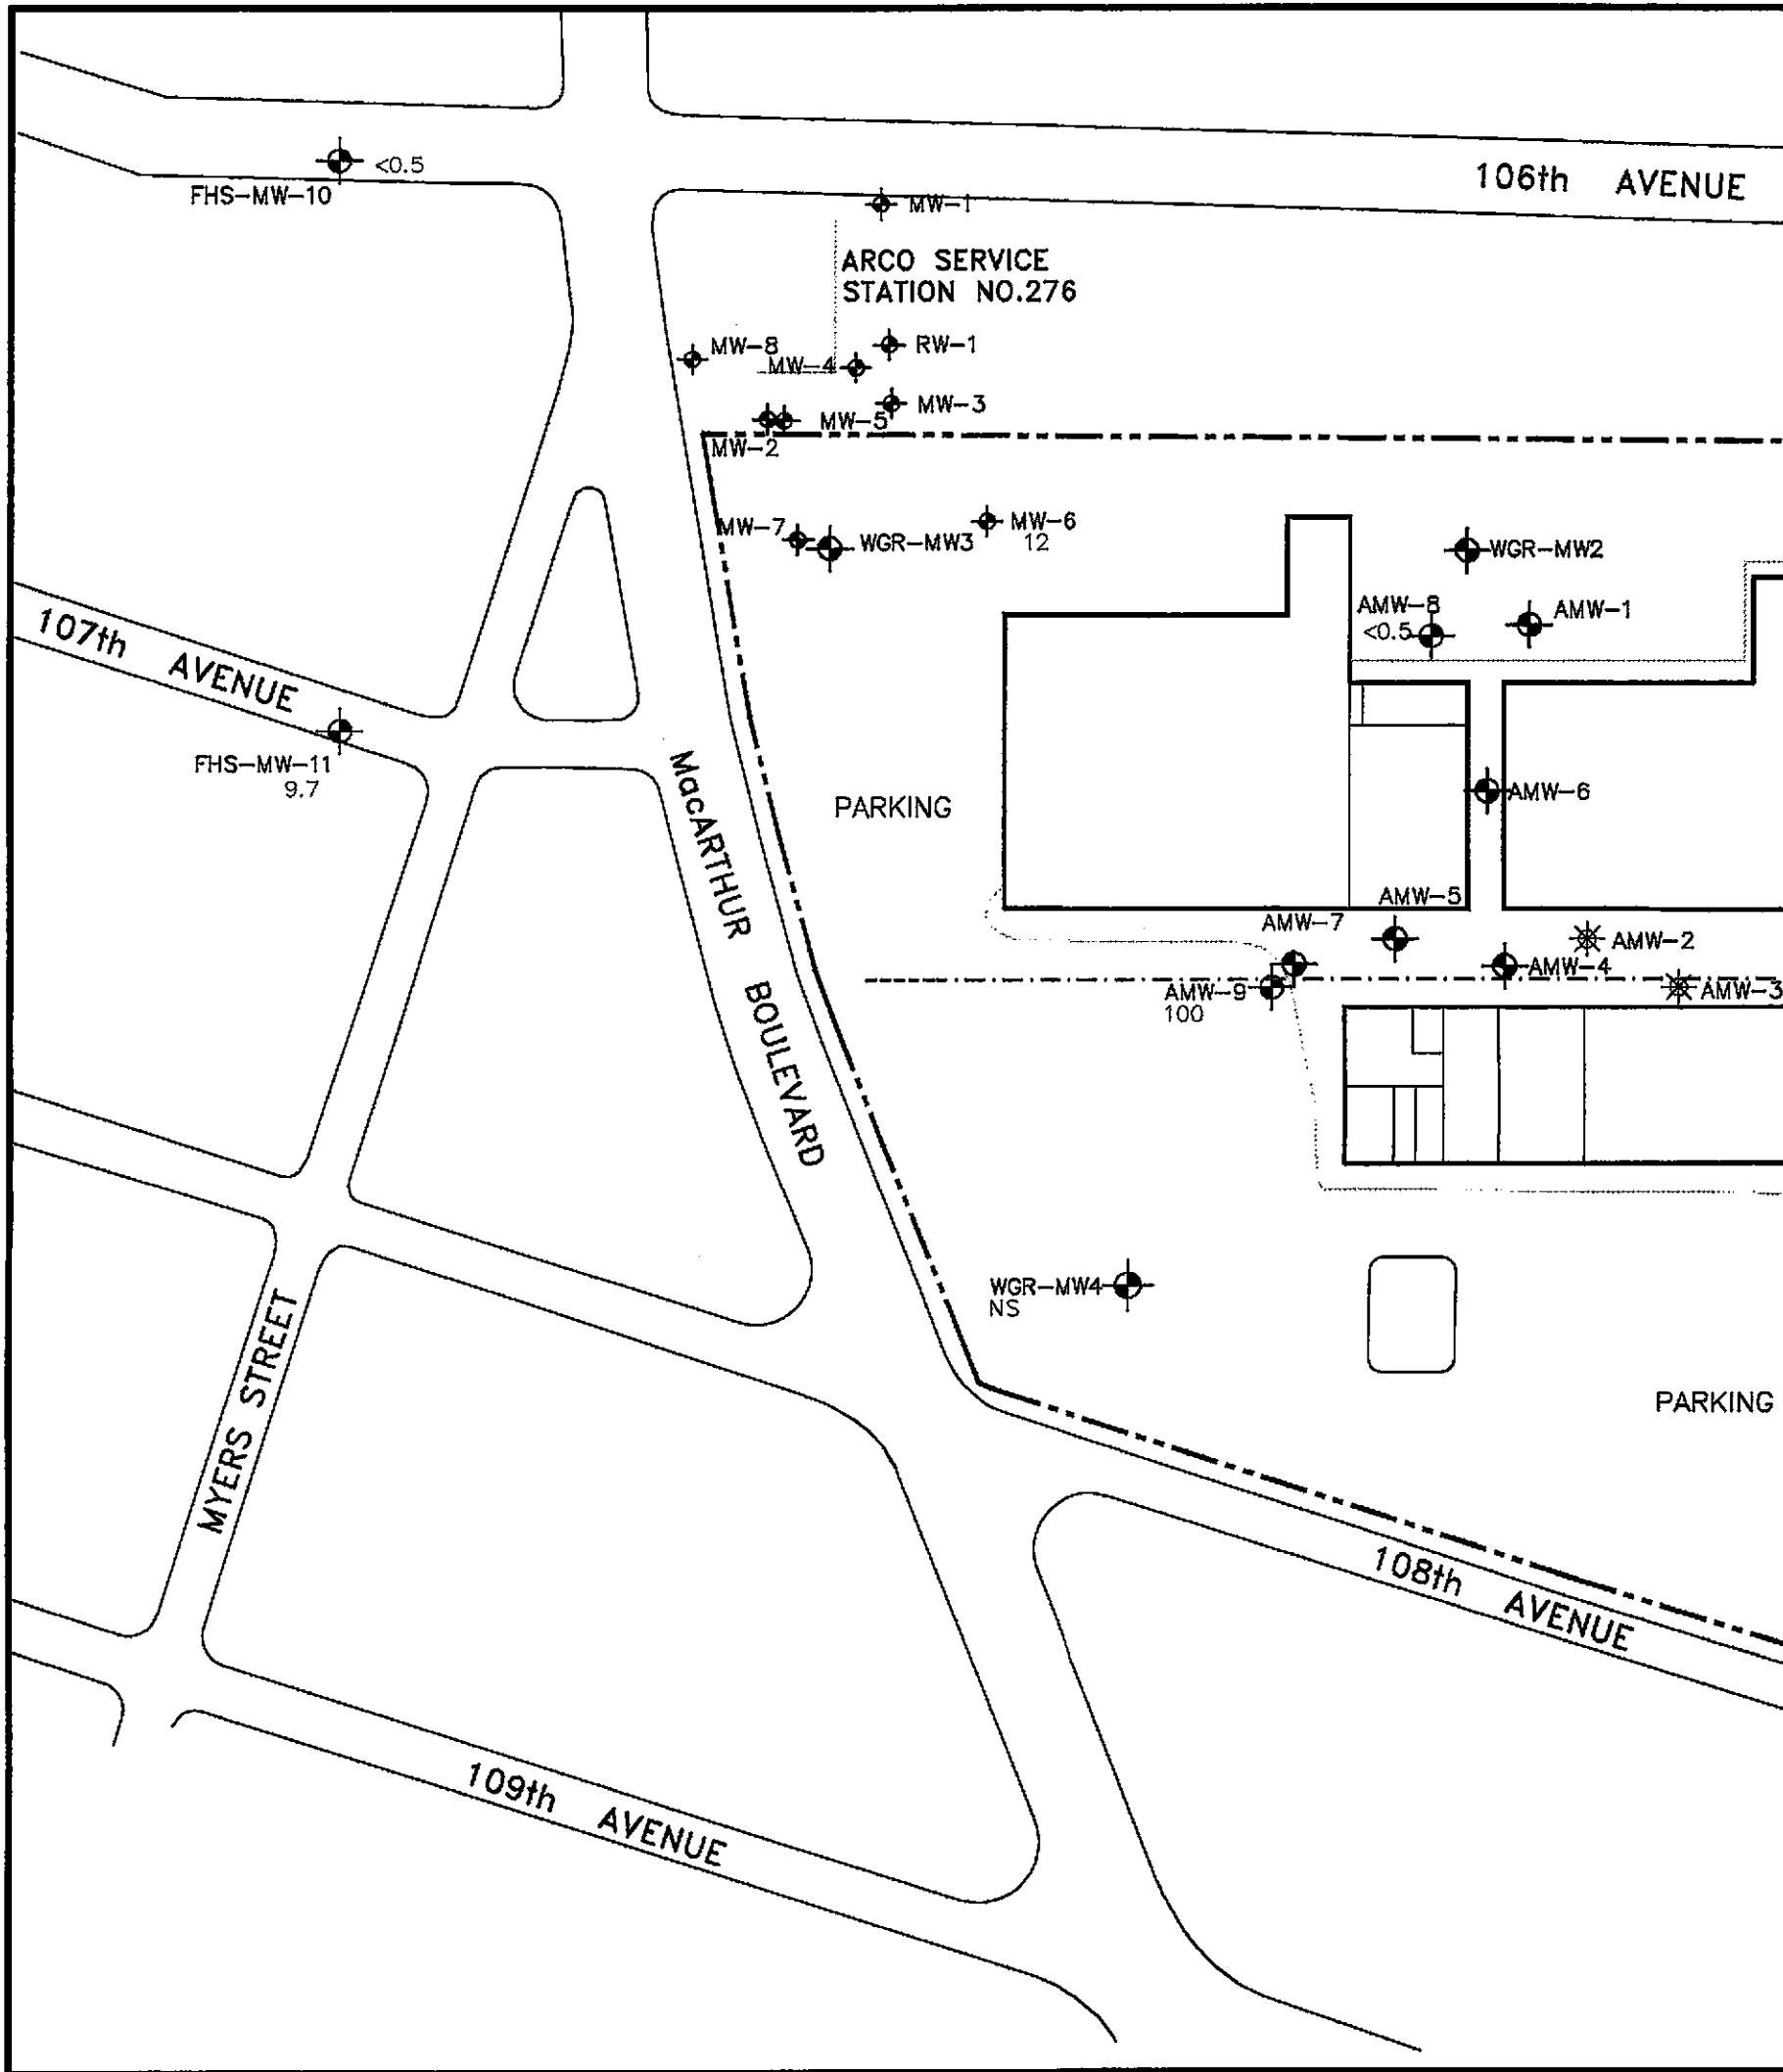 106th AVENUE
<0.5
FHS-MW-10
MW-1
ARCO SERVICE
STATION NO.276
MW-8
RW-1
MW-4
MW-3
MW-5
MW-2
MW-7
WGR-MW3
MW-6
12
WGR-MW2
AMW-8
<0.5
AMW-1
107th AVENUE
FHS-MW-11
9.7
MacARTHUR BOULEVARD
PARKING
AMW-6
AMW-5
AMW-7
AMW-2
AMW-4
AMW-9
100
AMW-3
WGR-MW4
NS
MYERS STREET
PARKING
108th AVENUE
109th AVENUE